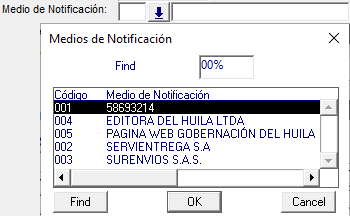 Medio de Notificación:
Medios de Notificación
Find 00%
Código Medio de Notificación
001 58693214
004 EDITORA DEL HUILA LTDA
005 PAGINA WEB GOBERNACIÓN DEL HUILA
002 SERVIENTREGA S.A
003 SURENVIOS S.A.S.
Find OK Cancel